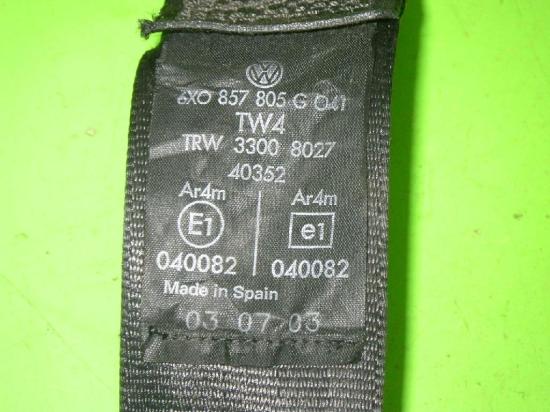 6X0 857 805 G 041
TW4
TRW 3300 8027
40352
Ar4m Ar4m
E1 e1
040082 040082
Made in Spain
03 07 03